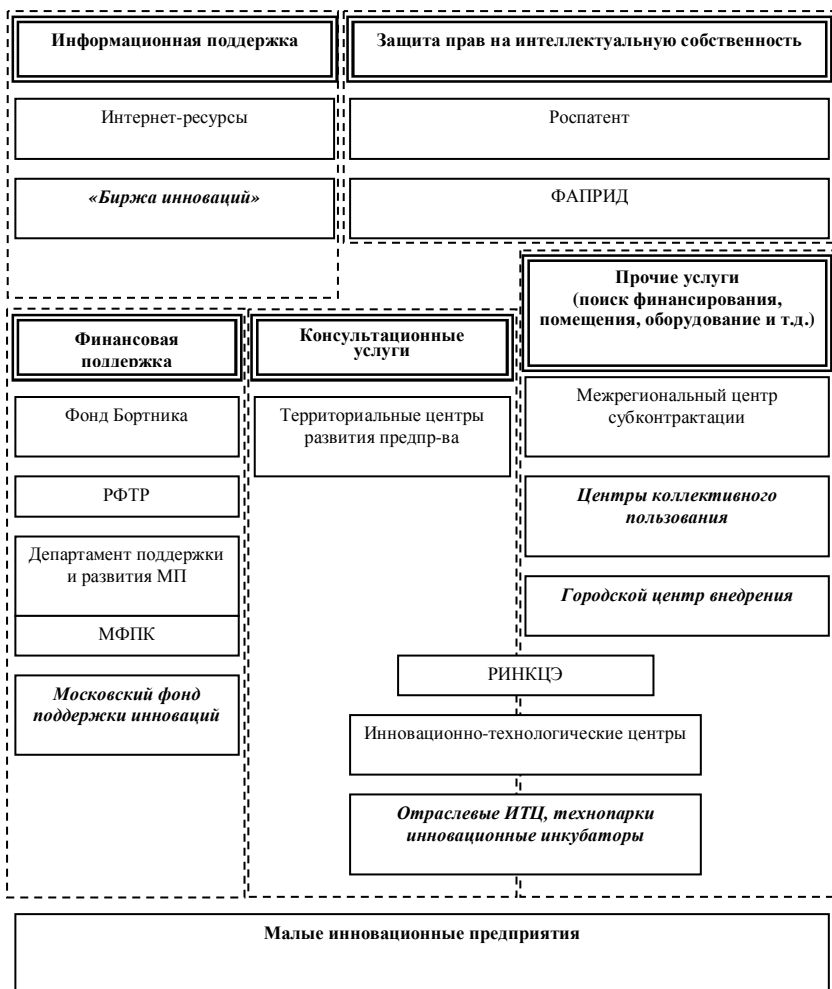 Информационная поддержка
Защита прав на интеллектуальную собственность
Интернет-ресурсы
Роспатент
«Биржа инноваций»
ФАПРИД
Прочие услуги
(поиск финансирования,
помещения, оборудование и т.д.)
Финансовая
поддержка
Консультационные
услуги
Фонд Бортника
Территориальные центры
развития предпр-ва
Межрегиональный центр
субконтрактации
РФТР
Центры коллективного
пользования
Департамент поддержки
и развития МП
Городской центр внедрения
МФПК
РИНКЦЭ
Московский фонд
поддержки инноваций
Инновационно-технологические центры
Отраслевые ИТЦ, технопарки
инновационные инкубаторы
Малые инновационные предприятия